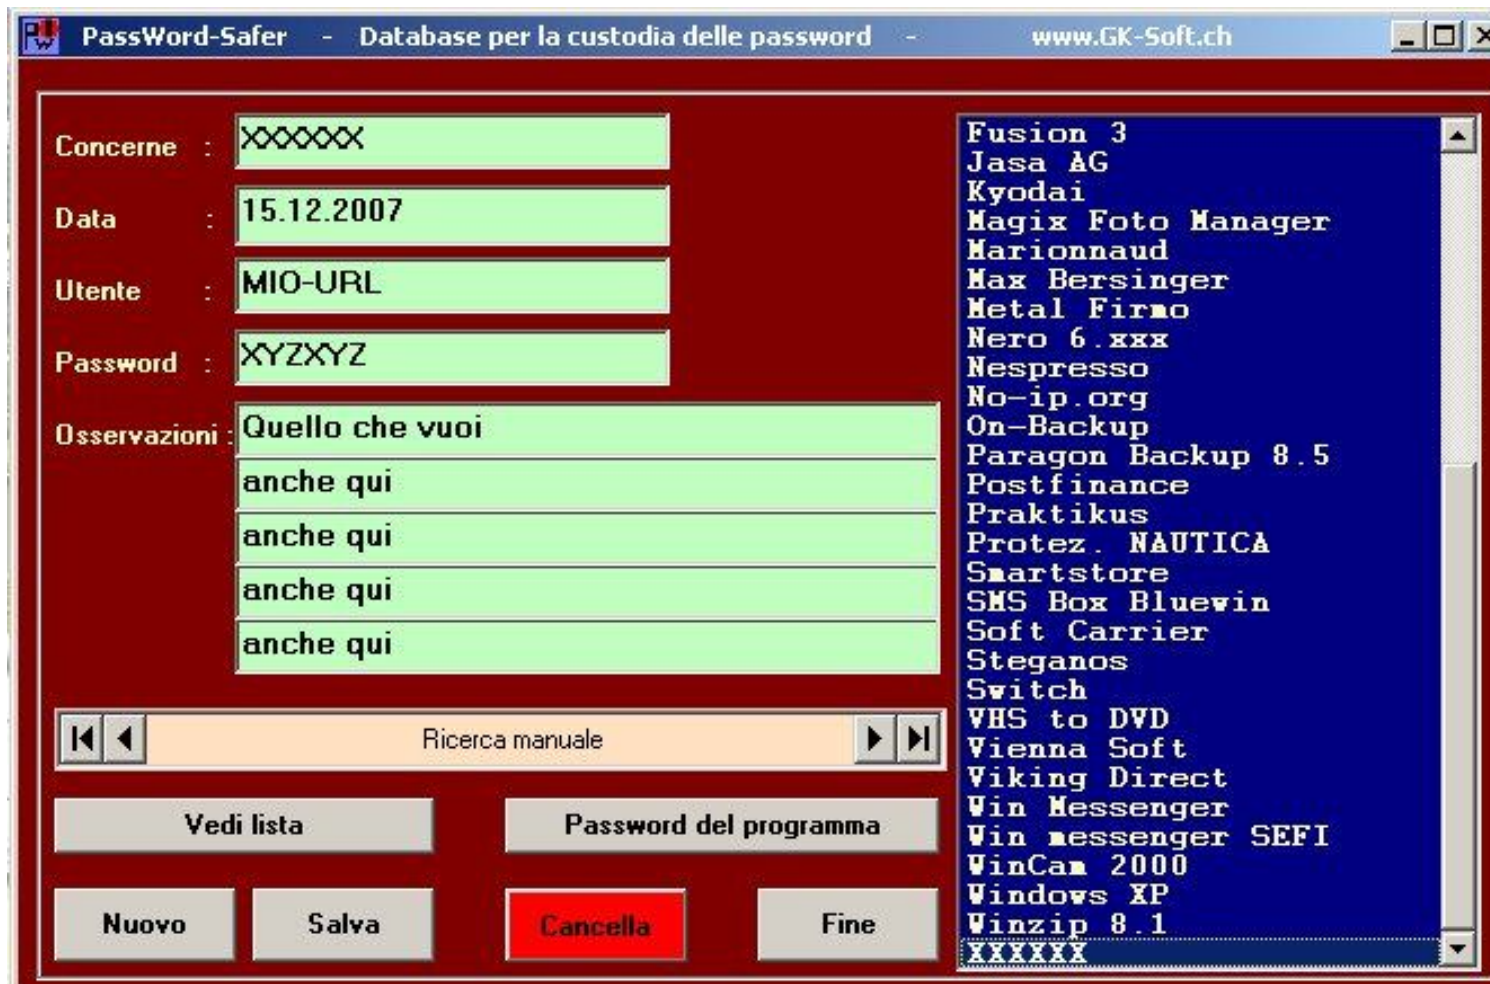 PassWord-Safer - Database per la custodia delle password - www.GK-Soft.ch
Concerne : XXXXXX
Data : 15.12.2007
Utente : MIO-URL
Password : XYZXYZ
Osservazioni : Quello che vuoi
anche qui
anche qui
anche qui
anche qui
Ricerca manuale
Vedi lista
Password del programma
Nuovo
Salva
Cancella
Fine
Fusion 3
Jasa AG
Kyodai
Magix Foto Manager
Marionnaud
Max Bersinger
Metal Firmo
Nero 6.xxx
Nespresso
No-ip.org
On-Backup
Paragon Backup 8.5
Postfinance
Praktikus
Protez. NAUTICA
Smartstore
SMS Box Bluewin
Soft Carrier
Steganos
Switch
VHS to DVD
Vienna Soft
Viking Direct
Win Messenger
Win messenger SEFI
WinCam 2000
Windows XP
Winzip 8.1
XXXXXX